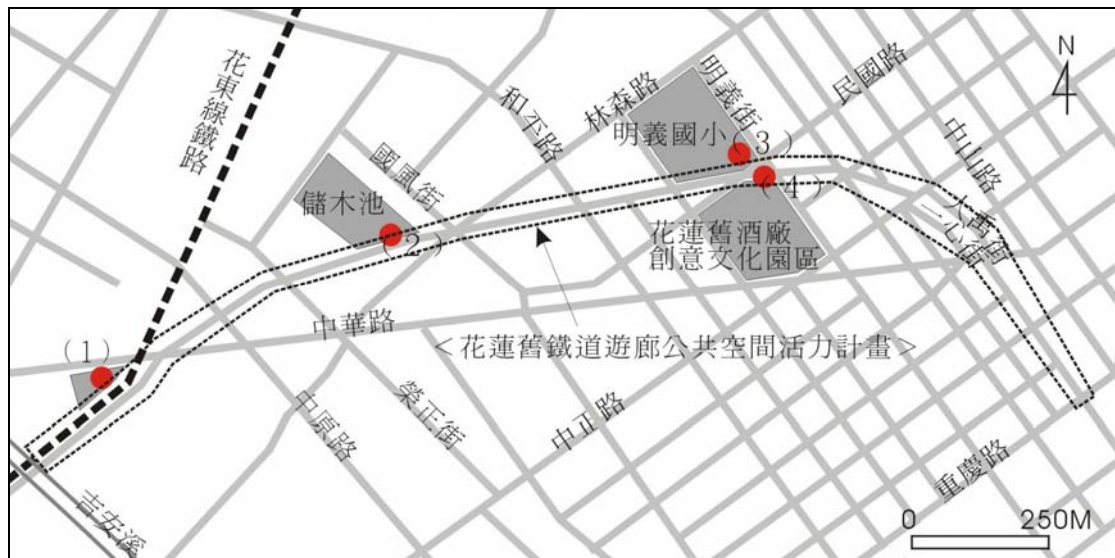 花東線鐵路
和平路
林森路
明義街
民國路
N
明義國小
(3)
中山路
國風街
儲木池
(2)
(4)
大禹街
一心街
花蓮舊酒廠
創意文化園區
中華路
<花蓮舊鐵道遊廊公共空間活力計畫>
(1)
中原路
榮正街
中正路
重慶路
吉安溪
0 250M